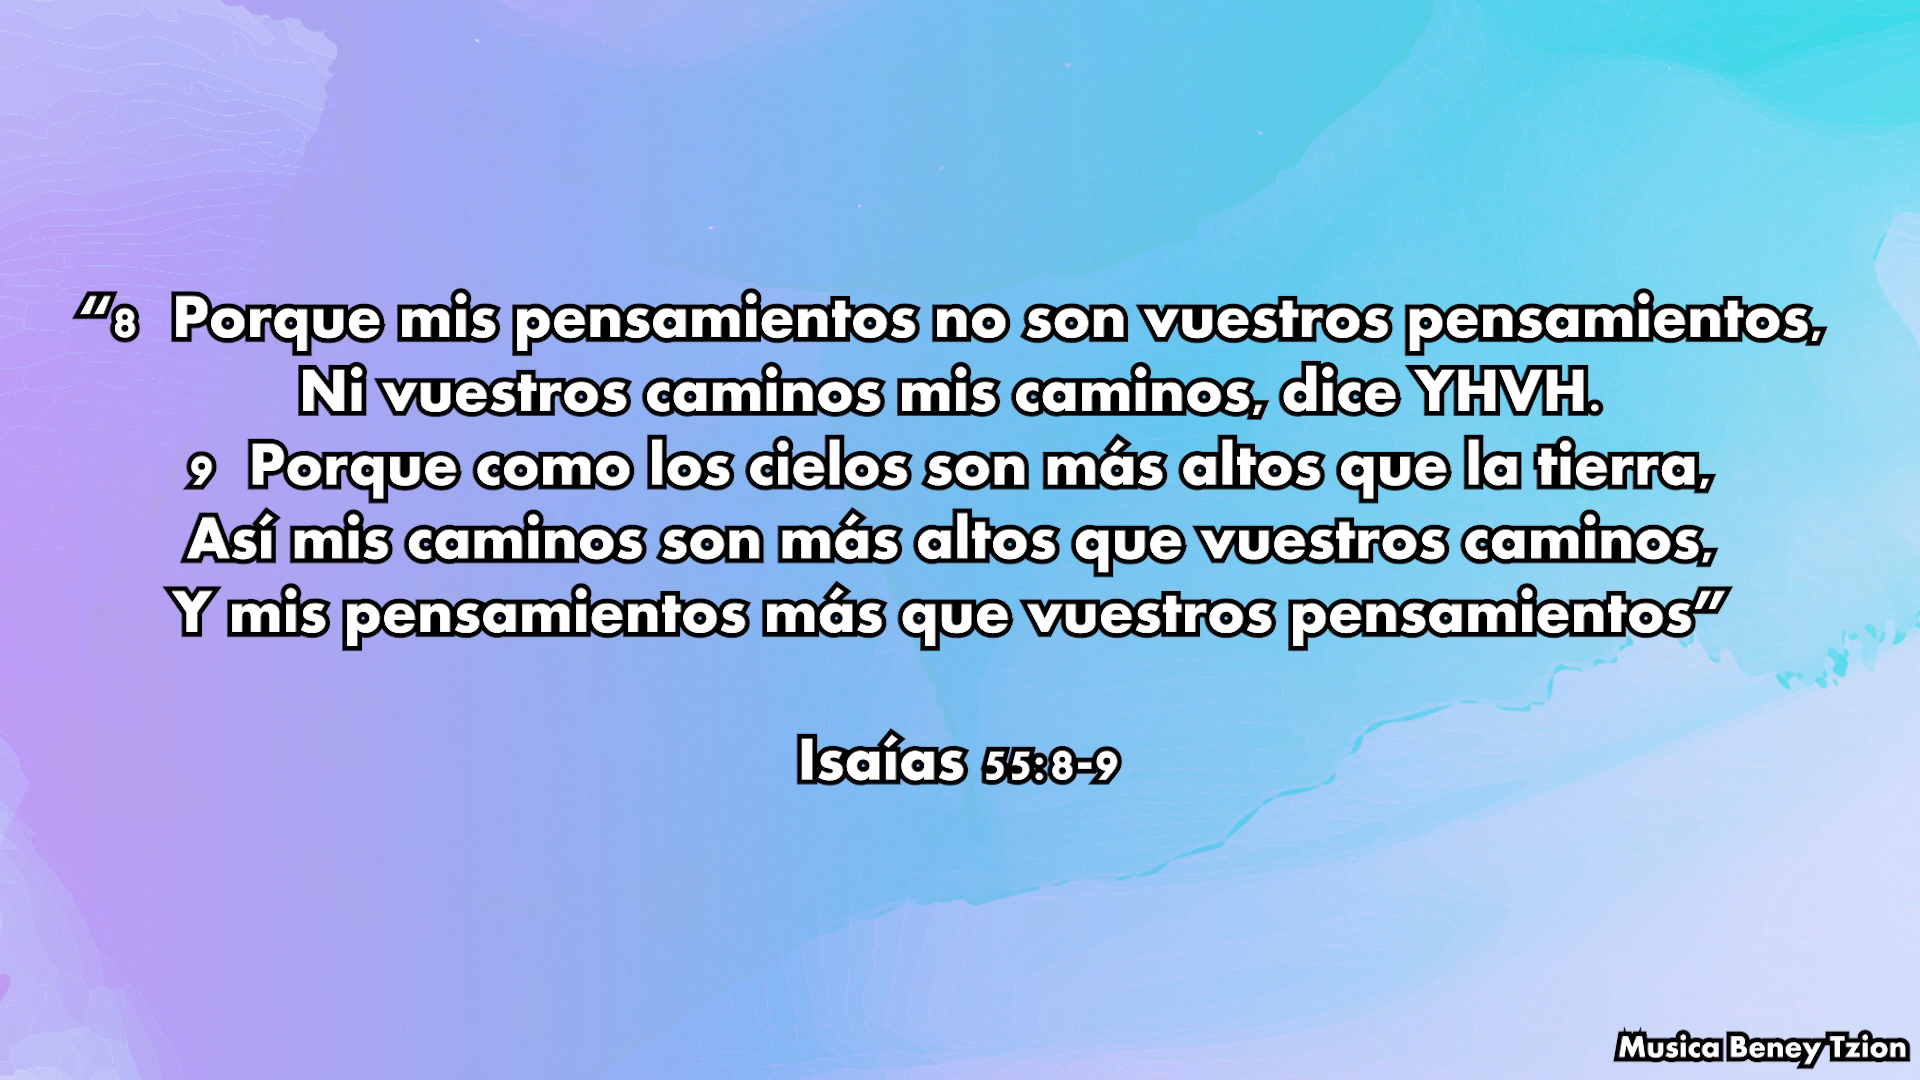 “8 Porque mis pensamientos no son vuestros pensamientos,
Ni vuestros caminos mis caminos, dice YHVH.
9 Porque como los cielos son más altos que la tierra,
Así mis caminos son más altos que vuestros caminos,
Y mis pensamientos más que vuestros pensamientos”
Isaías 55:8-9
Musica Beney Tzion